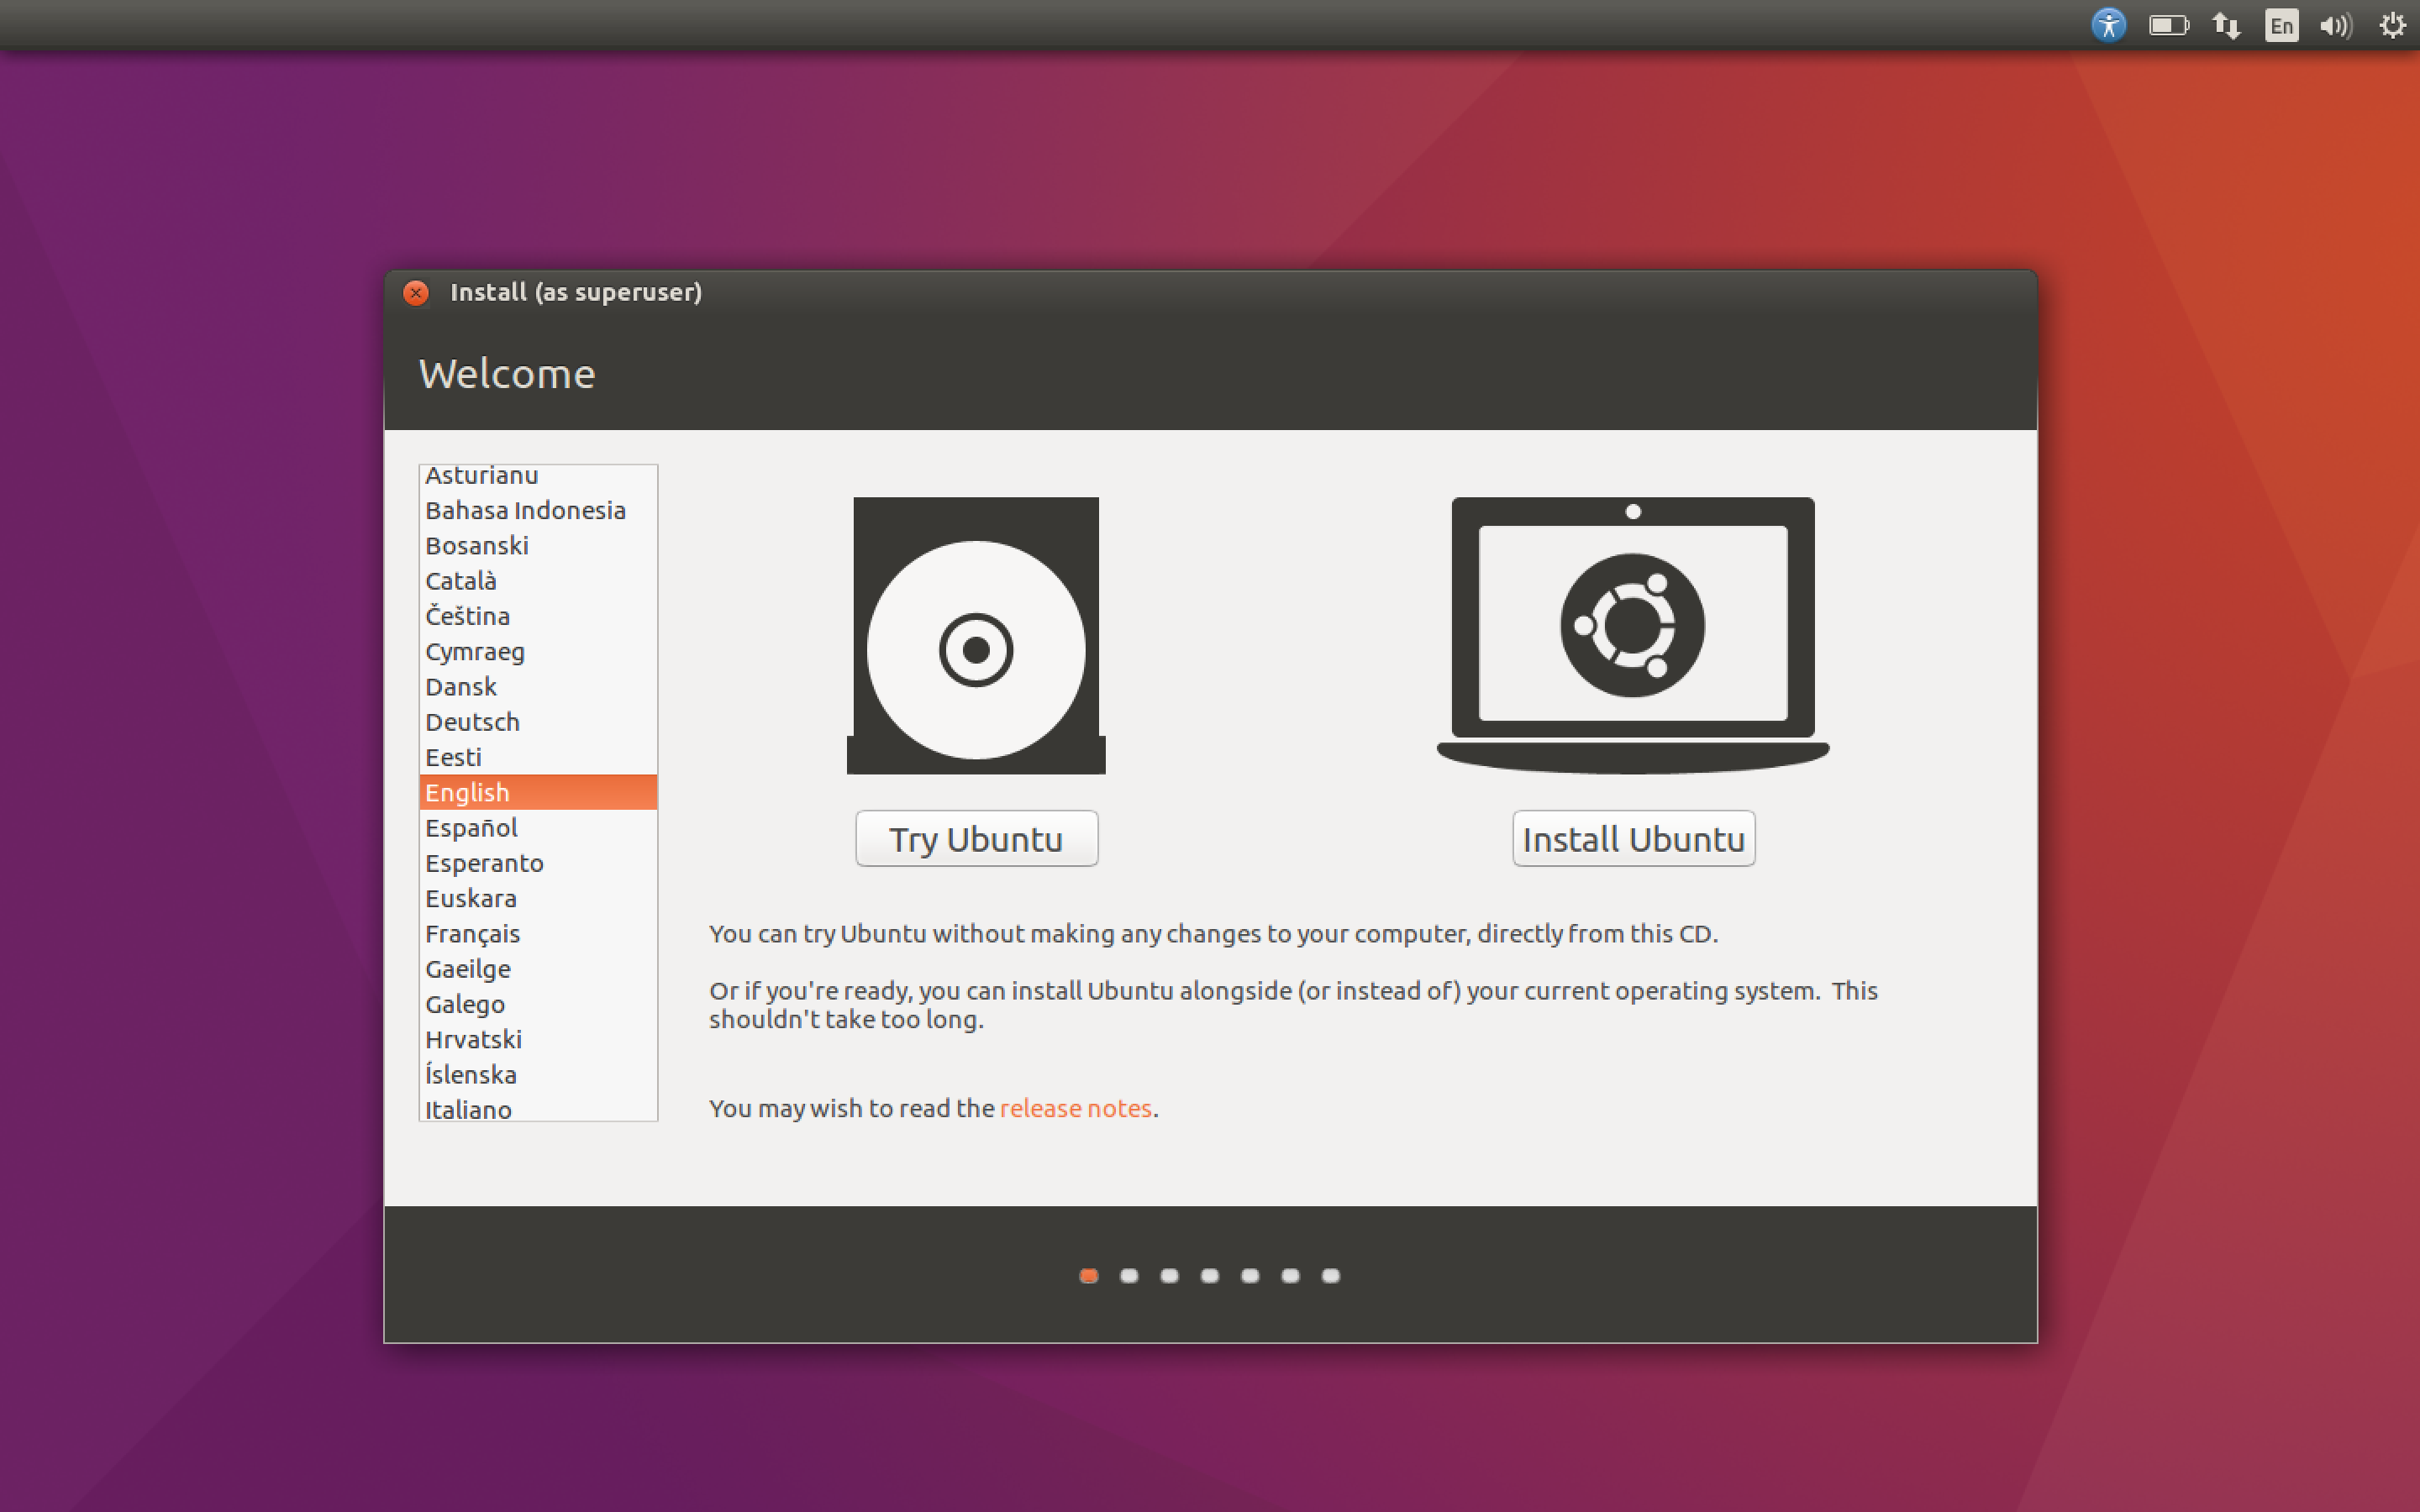 En
Install (as superuser)
Welcome
Asturianu
Bahasa Indonesia
Bosanski
Català
Čeština
Cymraeg
Dansk
Deutsch
Eesti
English
Español
Esperanto
Euskara
Français
Gaeilge
Galego
Hrvatski
Íslenska
Italiano
Try Ubuntu
Install Ubuntu
You can try Ubuntu without making any changes to your computer, directly from this CD.
Or if you're ready, you can install Ubuntu alongside (or instead of) your current operating system.  This
shouldn't take too long.
You may wish to read the release notes.